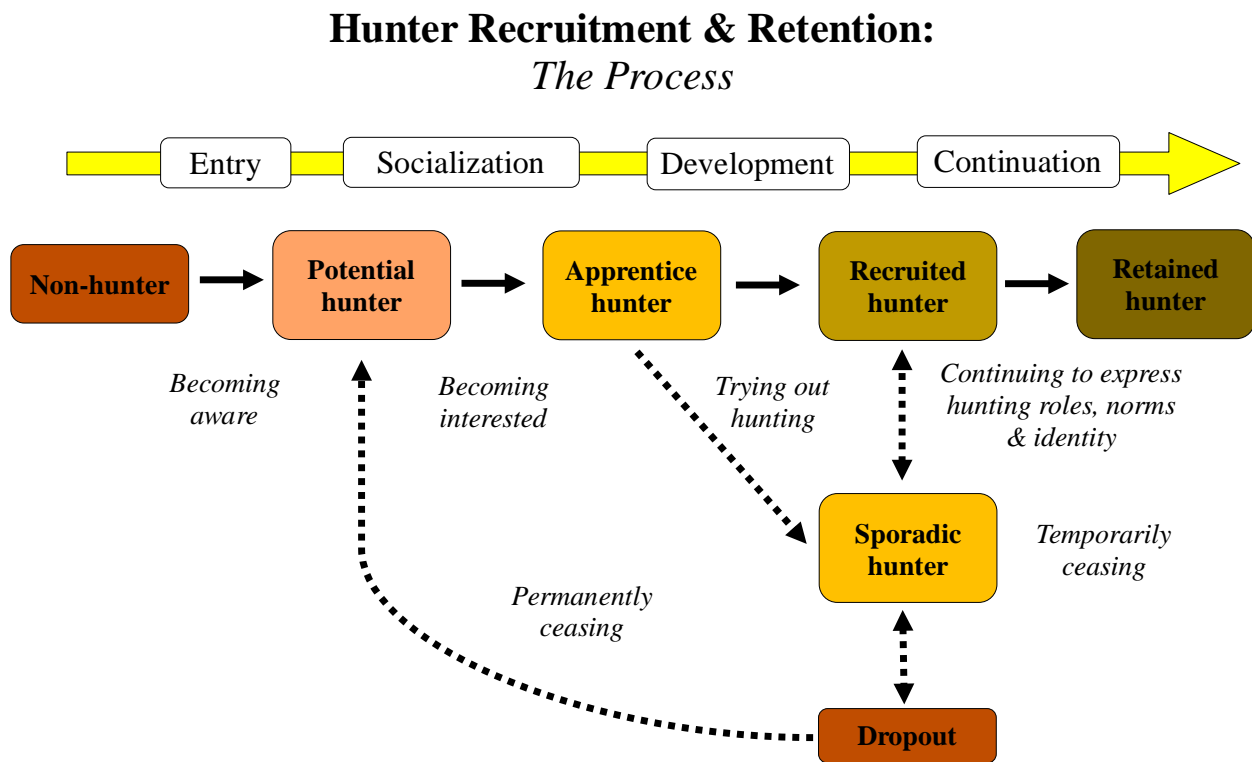 Hunter Recruitment & Retention:
The Process
Entry
Socialization
Development
Continuation
Non-hunter
Potential
hunter
Apprentice
hunter
Recruited
hunter
Retained
hunter
Becoming
aware
Becoming
interested
Trying out
hunting
Continuing to express
hunting roles, norms
& identity
Sporadic
hunter
Temporarily
ceasing
Permanently
ceasing
Dropout